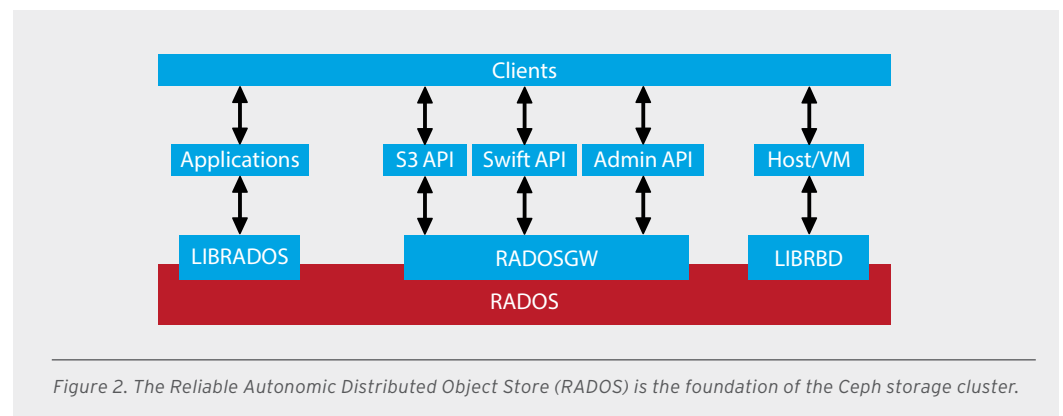 Clients
Applications
S3 API
Swift API
Admin API
Host/VM
LIBRADOS
RADOSGW
LIBRBD
RADOS
Figure 2. The Reliable Autonomic Distributed Object Store (RADOS) is the foundation of the Ceph storage cluster.